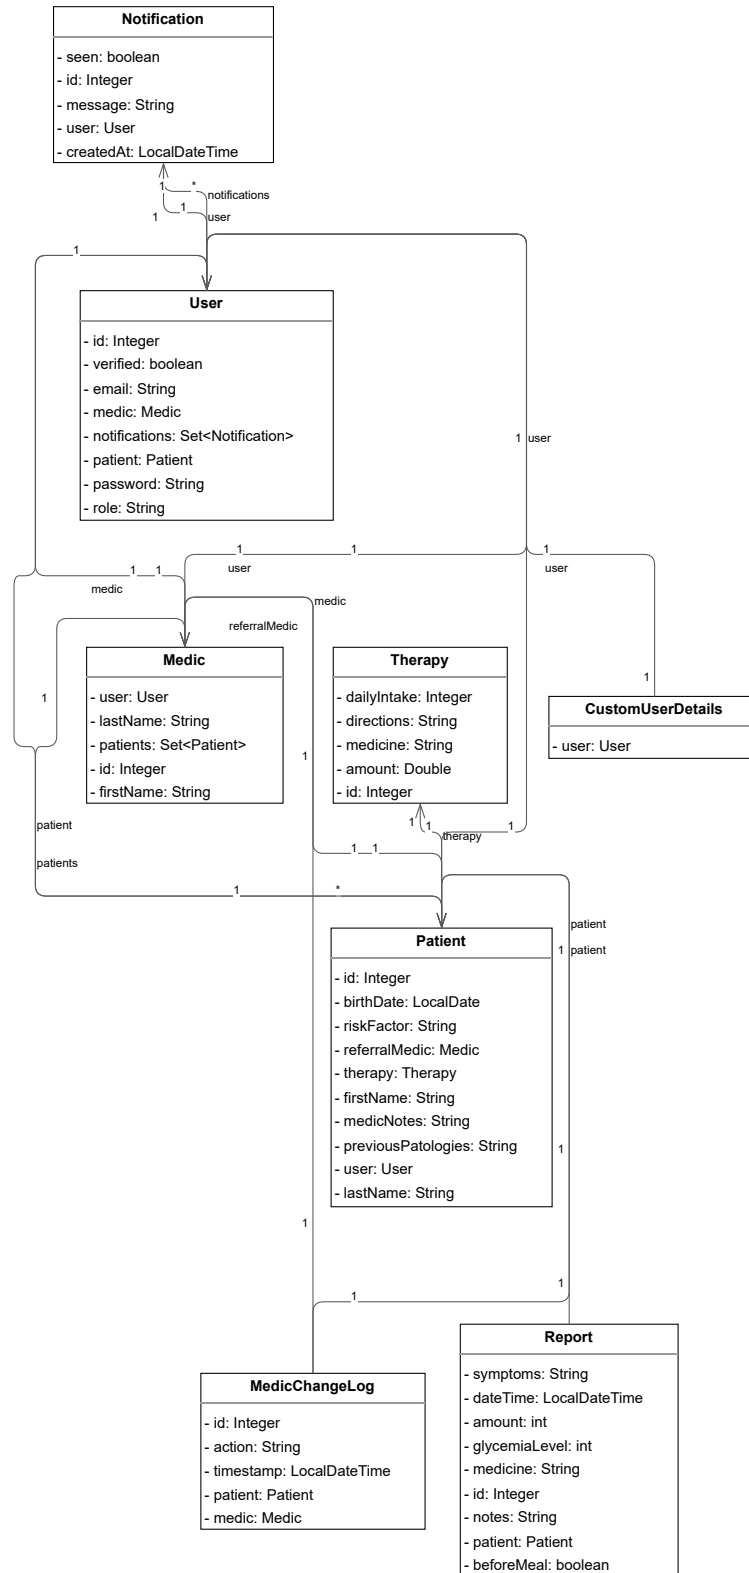 Notification
- seen: boolean
- id: Integer
- message: String
- user: User
- createdAt: LocalDateTime
1
*
notifications
1
1
user
1
User
- id: Integer
- verified: boolean
- email: String
- medic: Medic
- notifications: Set<Notification>
- patient: Patient
- password: String
- role: String
1
user
1
1
1
user
user
1
1
medic
medic
referralMedic
Medic
- user: User
- lastName: String
- patients: Set<Patient>
- id: Integer
- firstName: String
1
1
Therapy
- dailyIntake: Integer
- directions: String
- medicine: String
- amount: Double
- id: Integer
1
CustomUserDetails
- user: User
1
1
1
therapy
patient
patients
1
1
1
*
patient
1
patient
Patient
- id: Integer
- birthDate: LocalDate
- riskFactor: String
- referralMedic: Medic
- therapy: Therapy
- firstName: String
- medicNotes: String
- previousPatologies: String
- user: User
- lastName: String
1
1
1
1
MedicChangeLog
- id: Integer
- action: String
- timestamp: LocalDateTime
- patient: Patient
- medic: Medic
Report
- symptoms: String
- dateTime: LocalDateTime
- amount: int
- glycemiaLevel: int
- medicine: String
- id: Integer
- notes: String
- patient: Patient
- beforeMeal: boolean